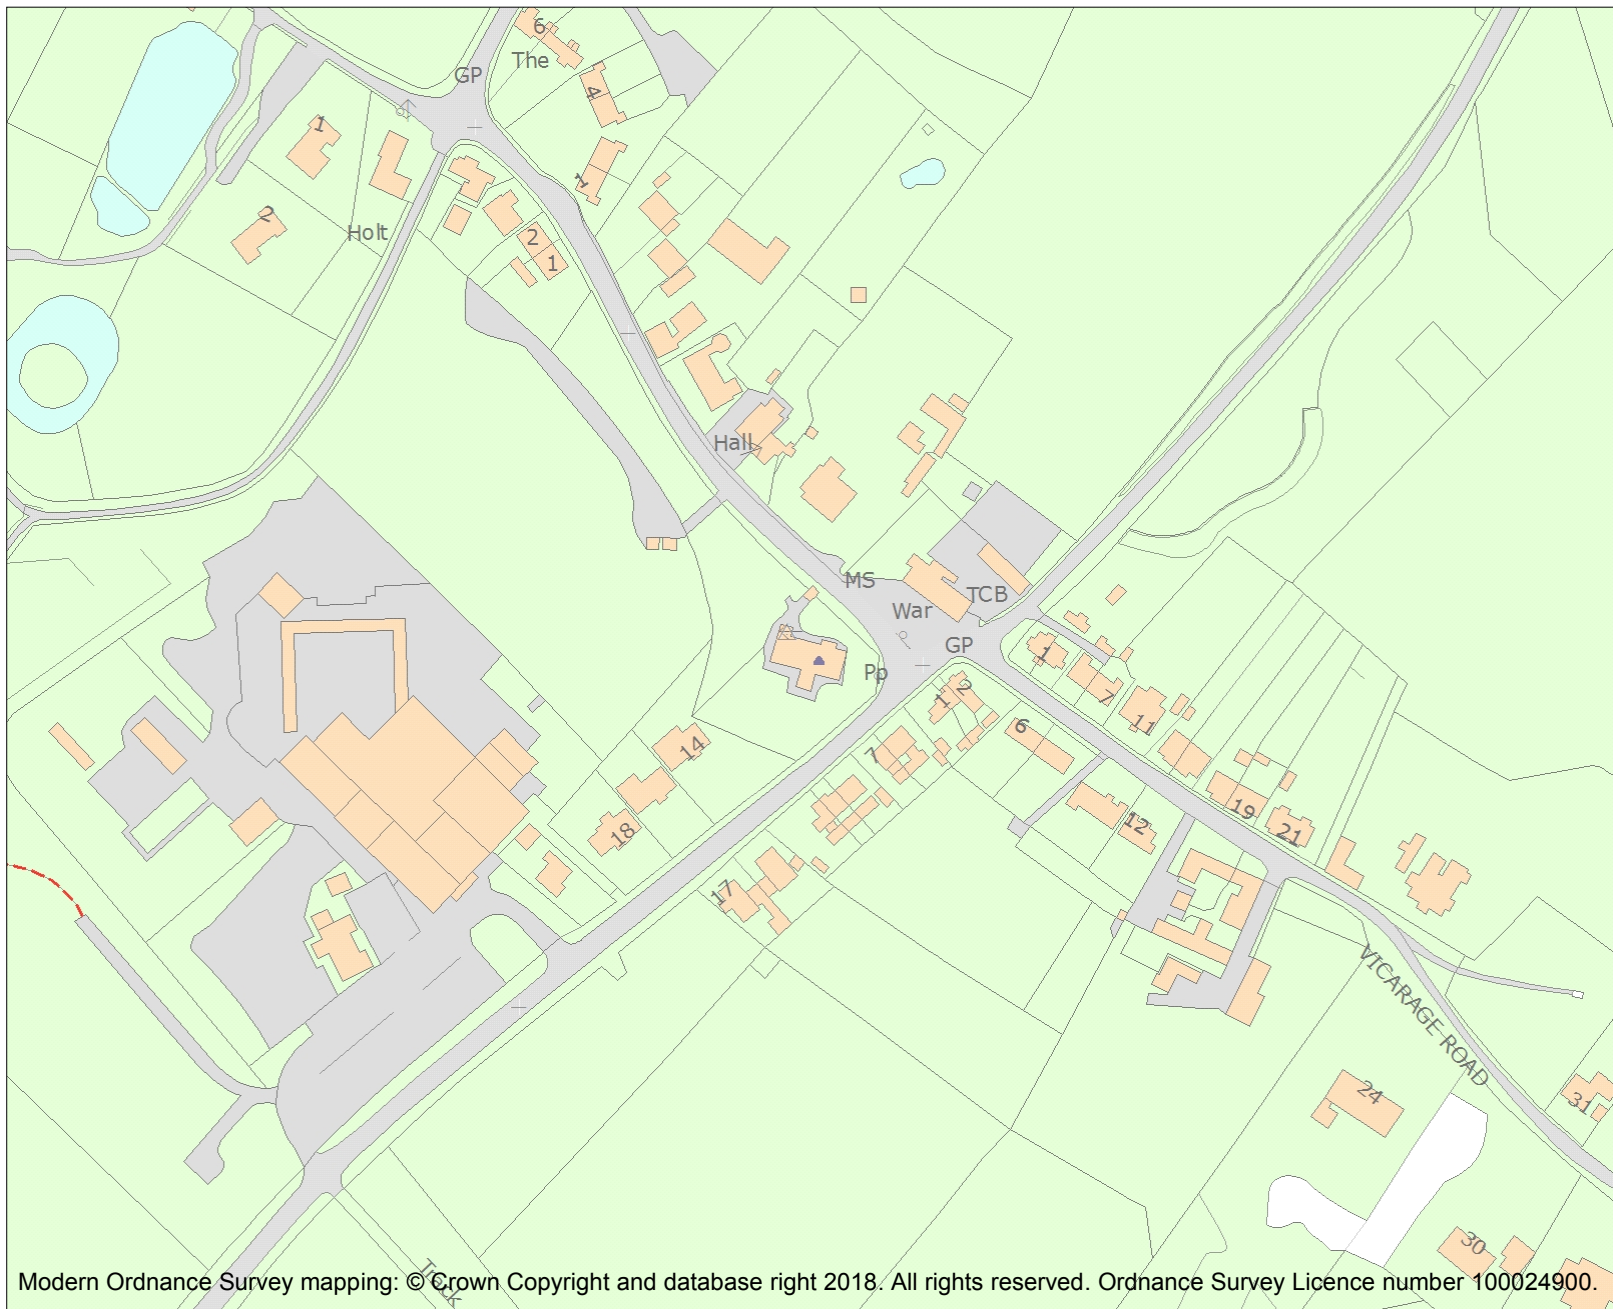 6
The
GP
4
1
1
2
Holt
2
1
Hall
MS
TCB
War
GP
Pp
1
2
1
7
11
6
14
7
19
12
21
18
17
VICARAGE ROAD
24
31
30
Track
Modern Ordnance Survey mapping: © Crown Copyright and database right 2018. All rights reserved. Ordnance Survey Licence number 100024900.